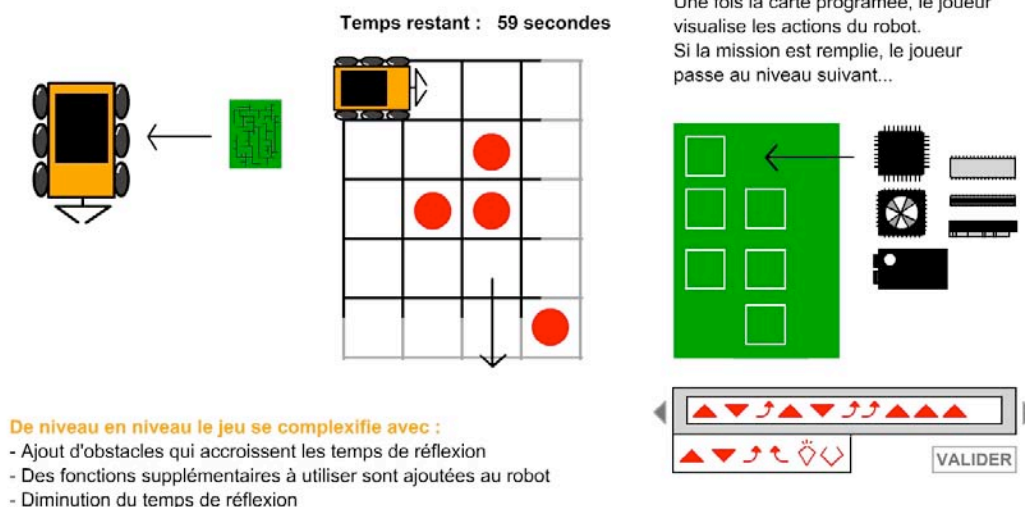 Une fois la carte programée, le joueur
visualise les actions du robot.
Si la mission est remplie, le joueur
passe au niveau suivant...
Temps restant : 59 secondes
VALIDER
De niveau en niveau le jeu se complexifie avec :
- Ajout d'obstacles qui accroissent les temps de réflexion
- Des fonctions supplémentaires à utiliser sont ajoutées au robot
- Diminution du temps de réflexion